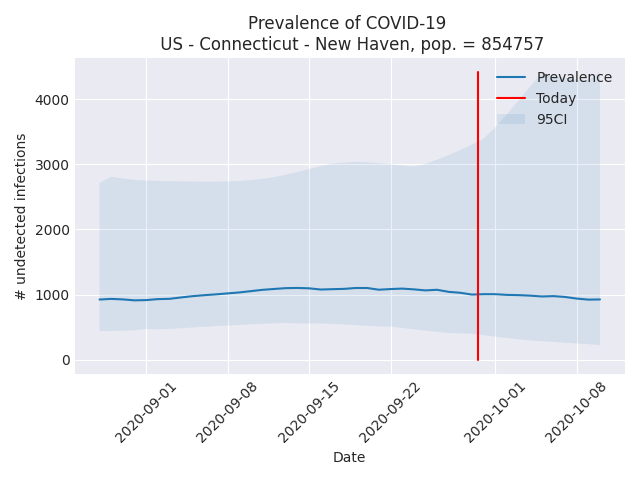 Prevalence of COVID-19
US - Connecticut - New Haven, pop. = 854757
Prevalence
Today
95CI
# undetected infections
4000
3000
2000
1000
0
2020-09-01
2020-09-08
2020-09-15
2020-09-22
2020-10-01
2020-10-08
Date